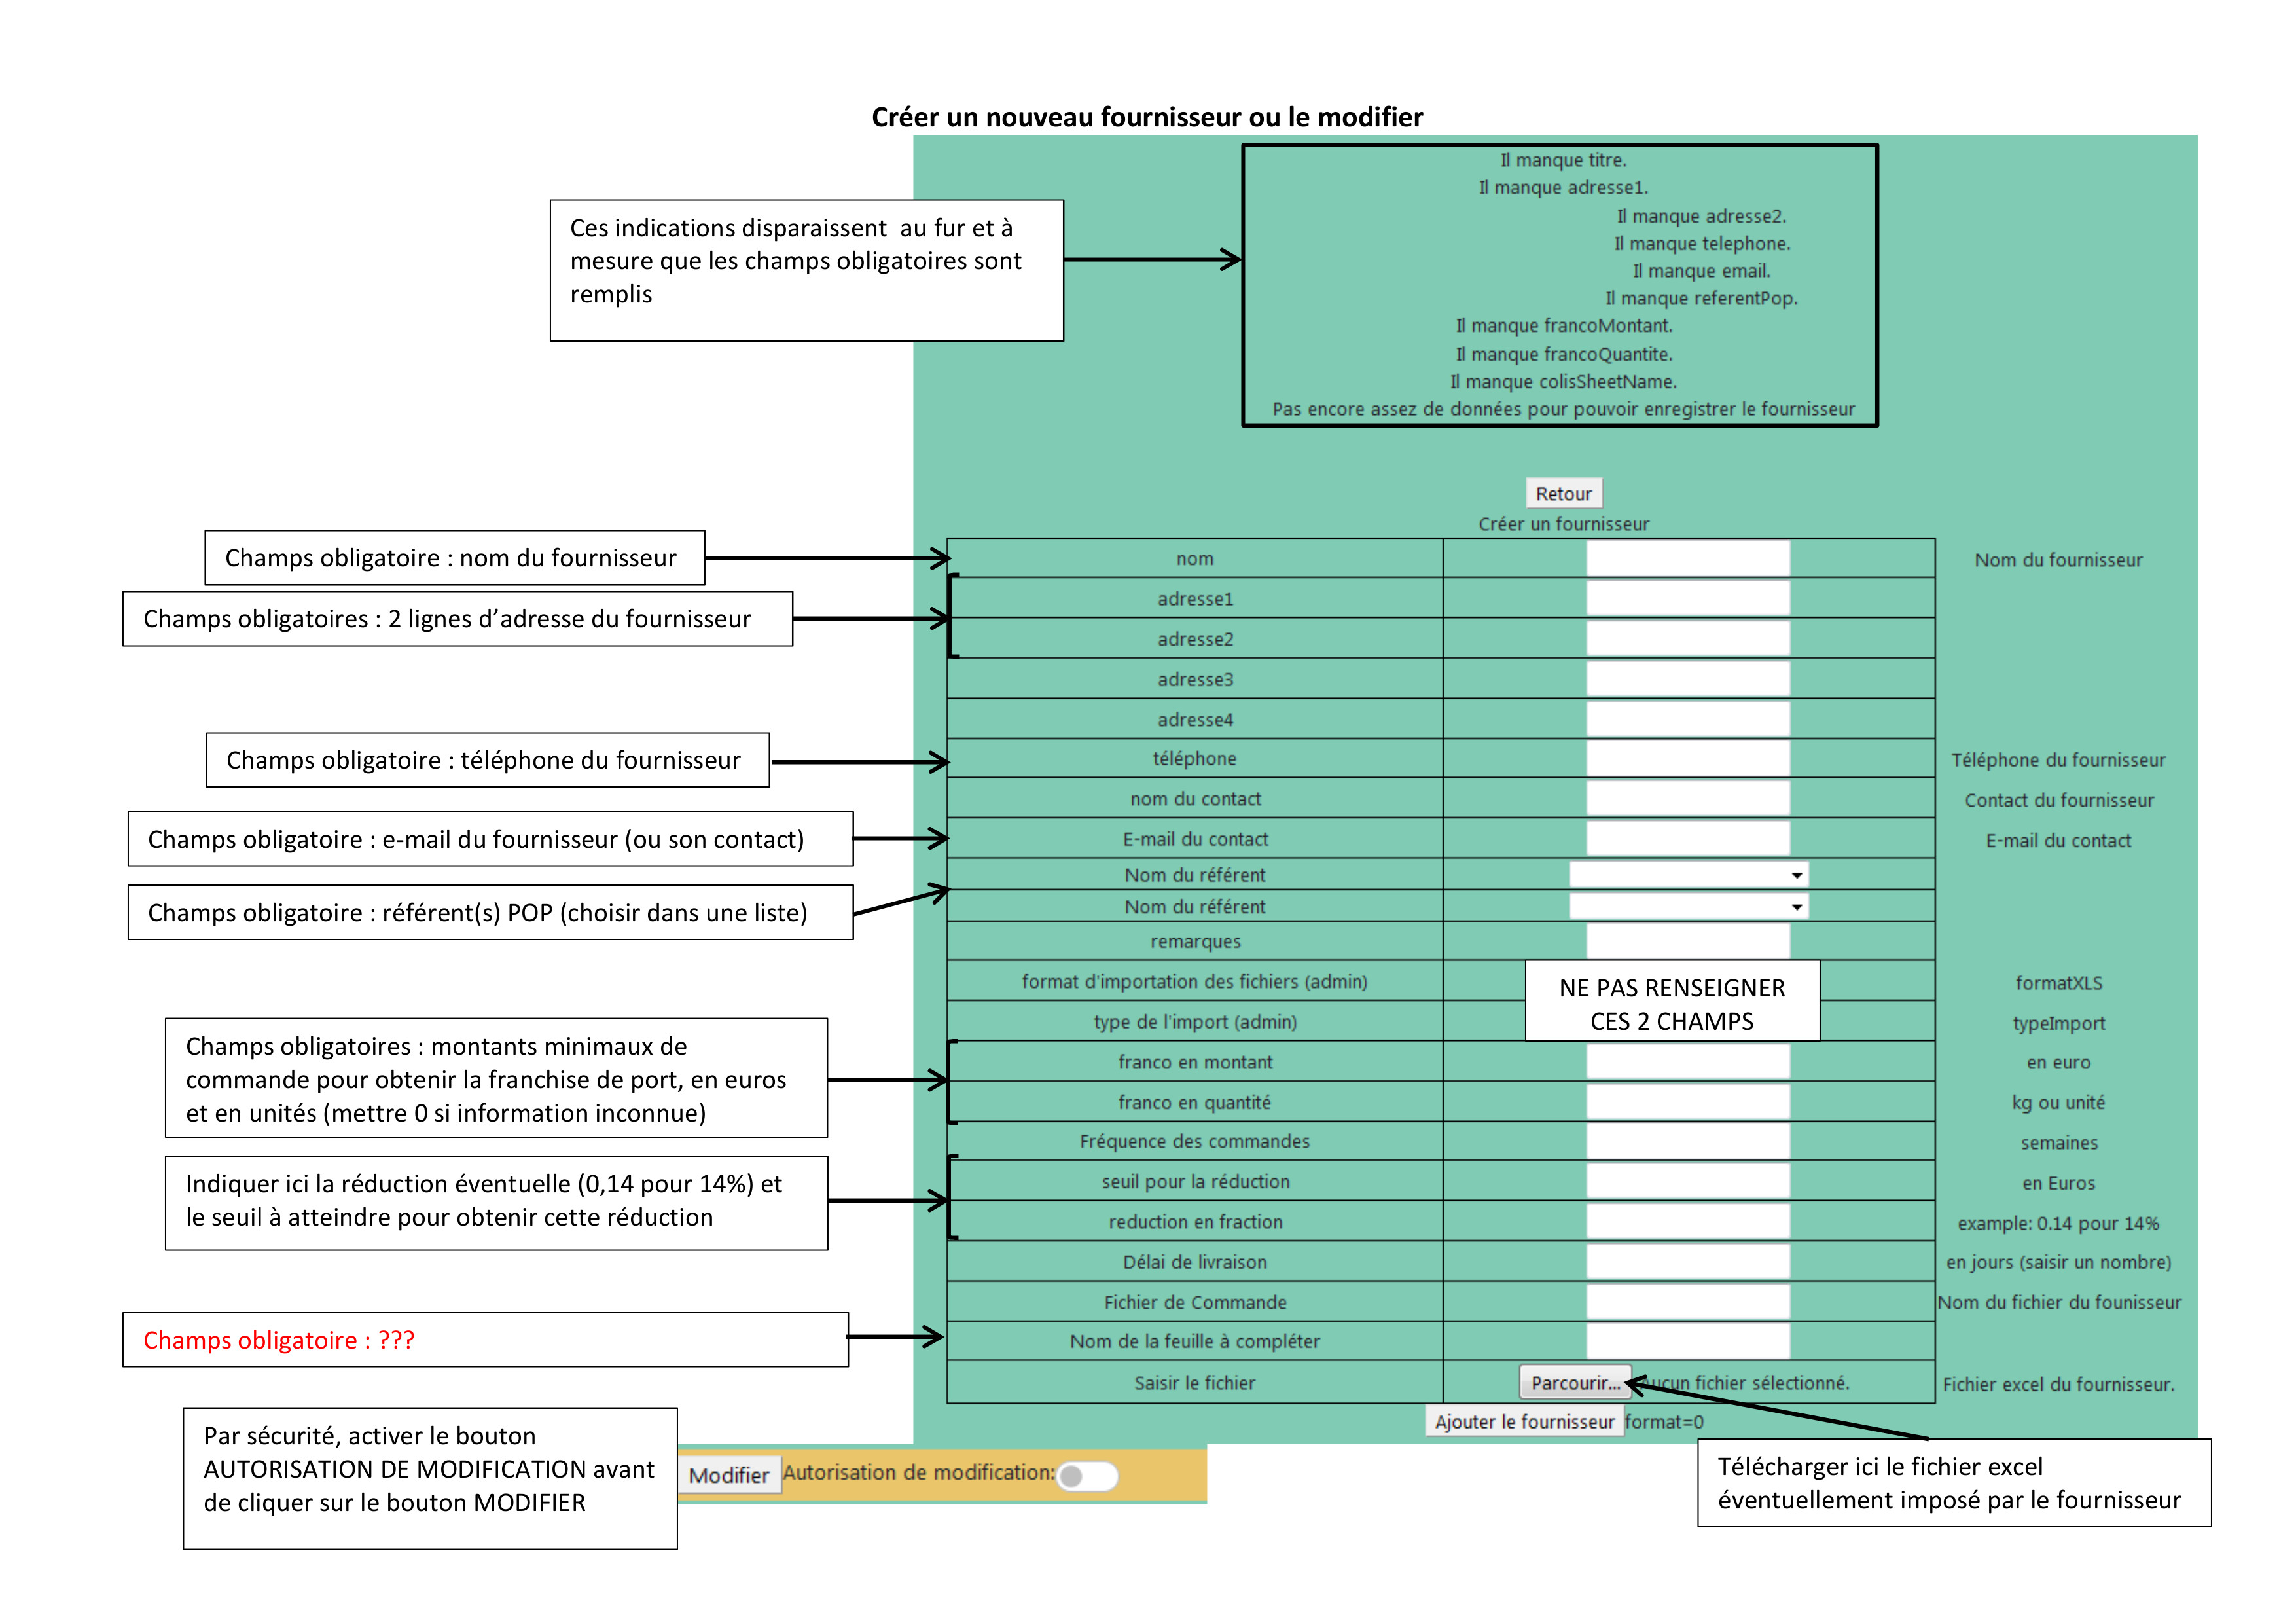 Créer un nouveau fournisseur ou le modifier
Il manque titre.
Il manque adresse1.
Il manque adresse2.
Il manque telephone.
Il manque email.
Il manque referentPop.
Il manque francoMontant.
Il manque francoQuantite.
Il manque colisSheetName.
Pas encore assez de données pour pouvoir enregistrer le fournisseur
Ces indications disparaissent au fur et à
mesure que les champs obligatoires sont
remplis
Retour
Créer un fournisseur
Champs obligatoire : nom du fournisseur
nom
Nom du fournisseur
Champs obligatoires : 2 lignes d’adresse du fournisseur
adresse1
adresse2
adresse3
adresse4
Champs obligatoire : téléphone du fournisseur
téléphone
Téléphone du fournisseur
nom du contact
Contact du fournisseur
Champs obligatoire : e-mail du fournisseur (ou son contact)
E-mail du contact
E-mail du contact
Champs obligatoire : référent(s) POP (choisir dans une liste)
Nom du référent
Nom du référent
remarques
format d'importation des fichiers (admin)
NE PAS RENSEIGNER
CES 2 CHAMPS
formatXLS
type de l'import (admin)
typeImport
Champs obligatoires : montants minimaux de
commande pour obtenir la franchise de port, en euros
et en unités (mettre 0 si information inconnue)
franco en montant
en euro
franco en quantité
kg ou unité
Fréquence des commandes
semaines
Indiquer ici la réduction éventuelle (0,14 pour 14%) et
le seuil à atteindre pour obtenir cette réduction
seuil pour la réduction
en Euros
reduction en fraction
example: 0.14 pour 14%
Délai de livraison
en jours (saisir un nombre)
Fichier de Commande
Nom du fichier du founisseur
Champs obligatoire : ???
Nom de la feuille à compléter
Saisir le fichier
Parcourir... Aucun fichier sélectionné.
Fichier excel du fournisseur.
Ajouter le fournisseur format=0
Par sécurité, activer le bouton
AUTORISATION DE MODIFICATION avant
de cliquer sur le bouton MODIFIER
Modifier Autorisation de modification:
Télécharger ici le fichier excel
éventuellement imposé par le fournisseur